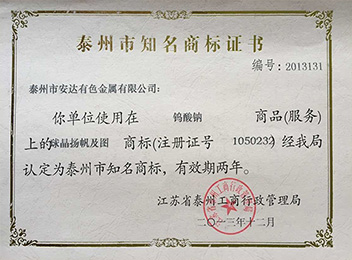 泰州市知名商标证书
编号：2013131
泰州市安达有色金属有限公司：
你单位使用在 钨酸钠 商品(服务)
上的球晶扬帆及图 商标(注册证号 1050232) 经我局
认定为泰州市知名商标，有效期两年。
江苏省泰州工商行政管理局
二〇一三年十二月